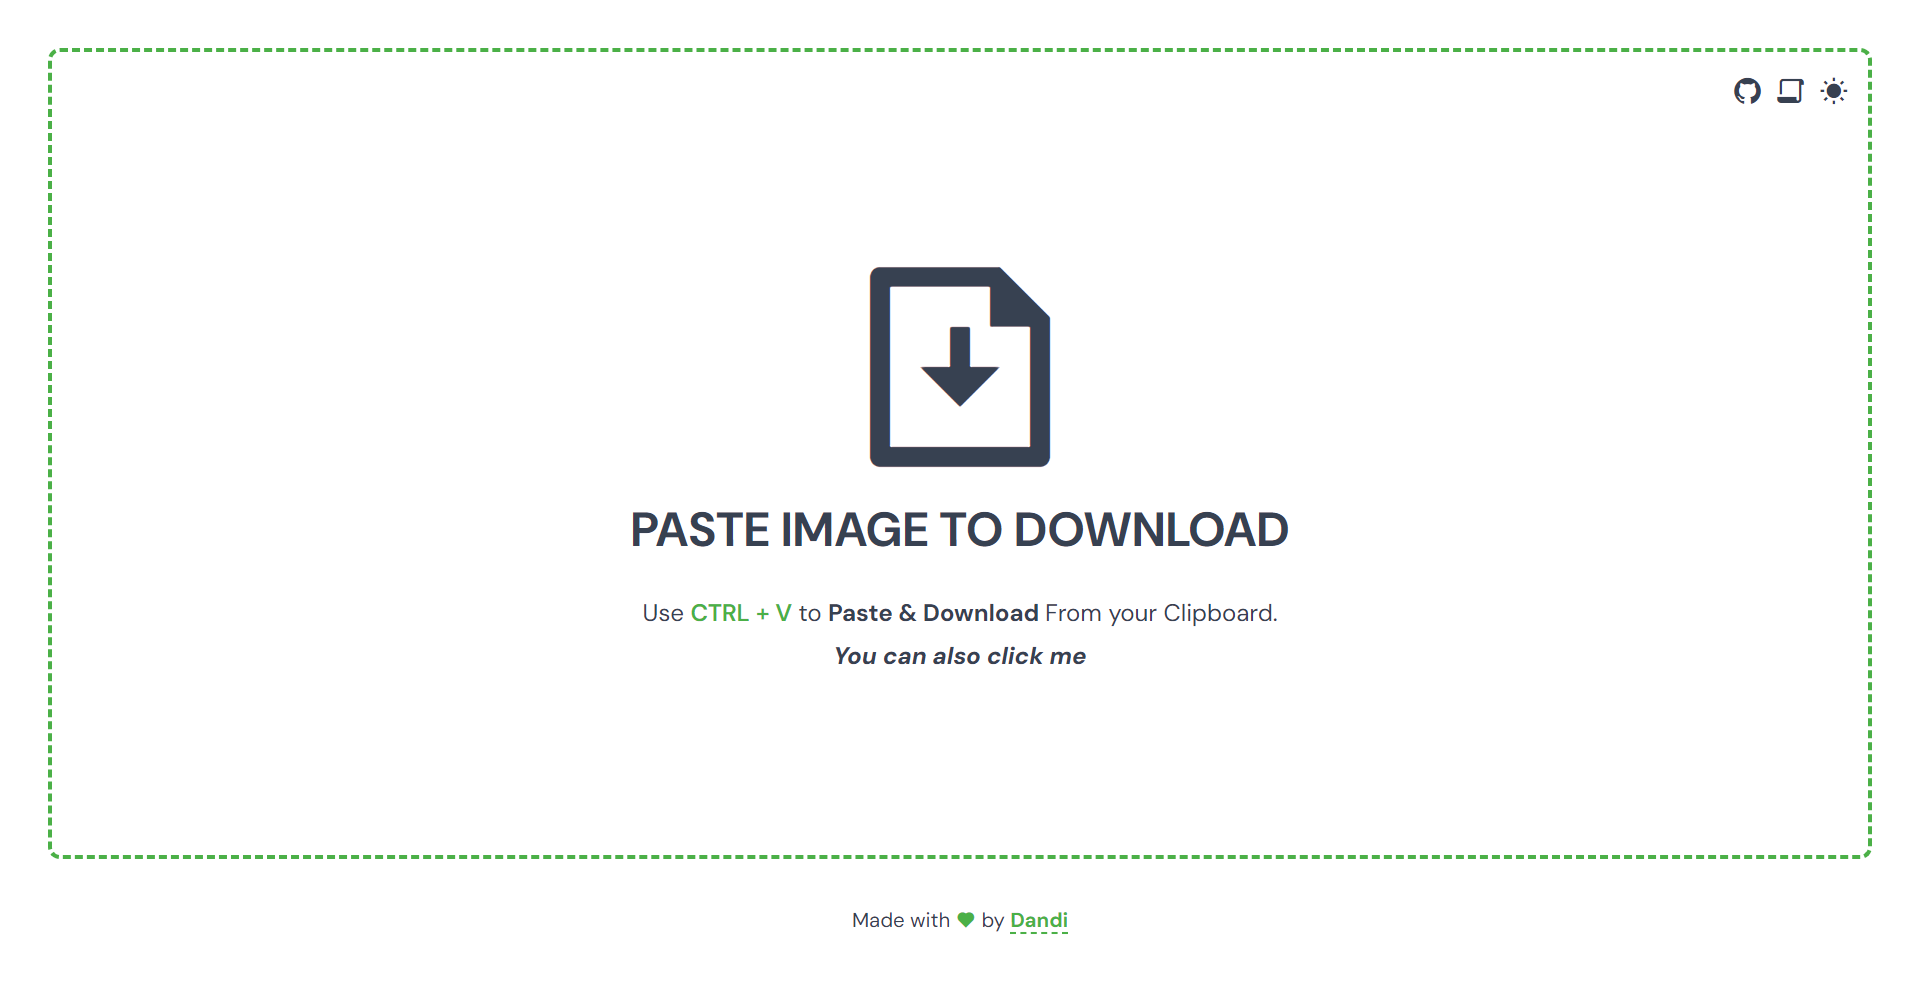 PASTE IMAGE TO DOWNLOAD
Use CTRL + V to Paste & Download From your Clipboard.
You can also click me
Made with ♥ by Dandi